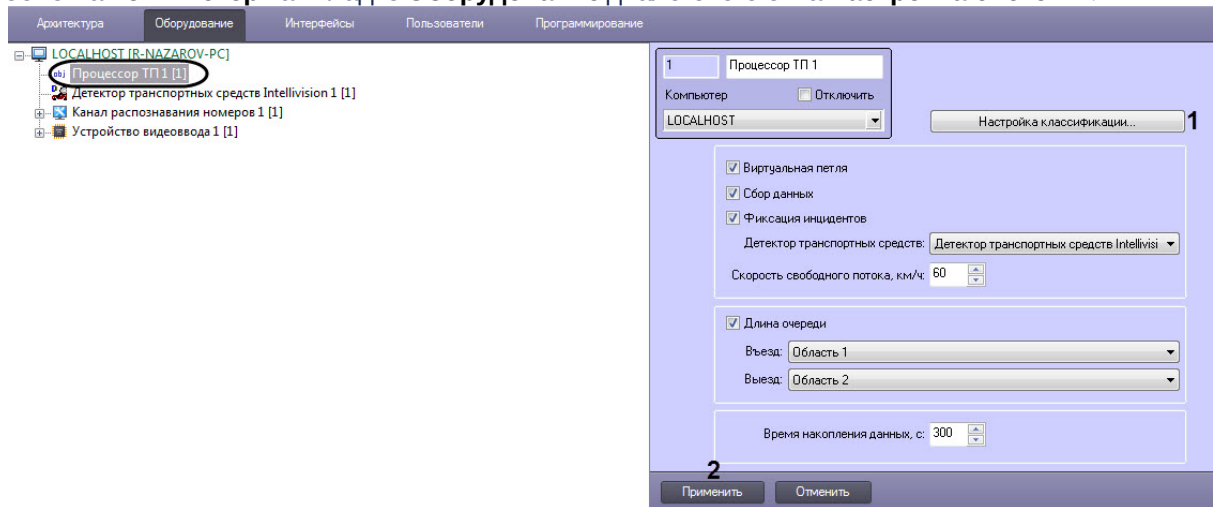 Архитектура Оборудование Интерфейсы Пользователи Программирование
LOCALHOST [R-NAZAROV-PC]
Процессор ТП 1 [1]
Детектор транспортных средств Intellivision 1 [1]
Канал распознавания номеров 1 [1]
Устройство видеоввода 1 [1]
1 Процессор ТП 1
Компьютер Отключить
LOCALHOST
Настройка классификации... 1
Виртуальная петля
Сбор данных
Фиксация инцидентов
Детектор транспортных средств: Детектор транспортных средств Intellivisi
Скорость свободного потока, км/ч: 60
Длина очереди
Въезд: Область 1
Выезд: Область 2
Время накопления данных, с: 300
2
Применить Отменить